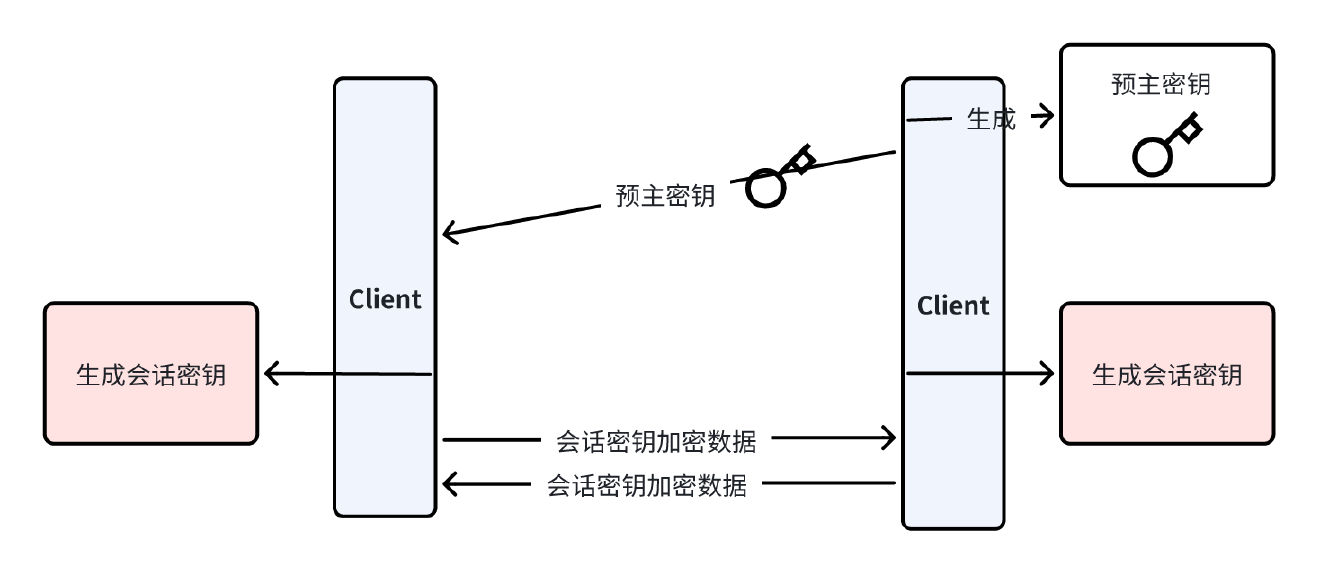 预主密钥
生成
预主密钥
Client
Client
生成会话密钥
生成会话密钥
会话密钥加密数据
会话密钥加密数据